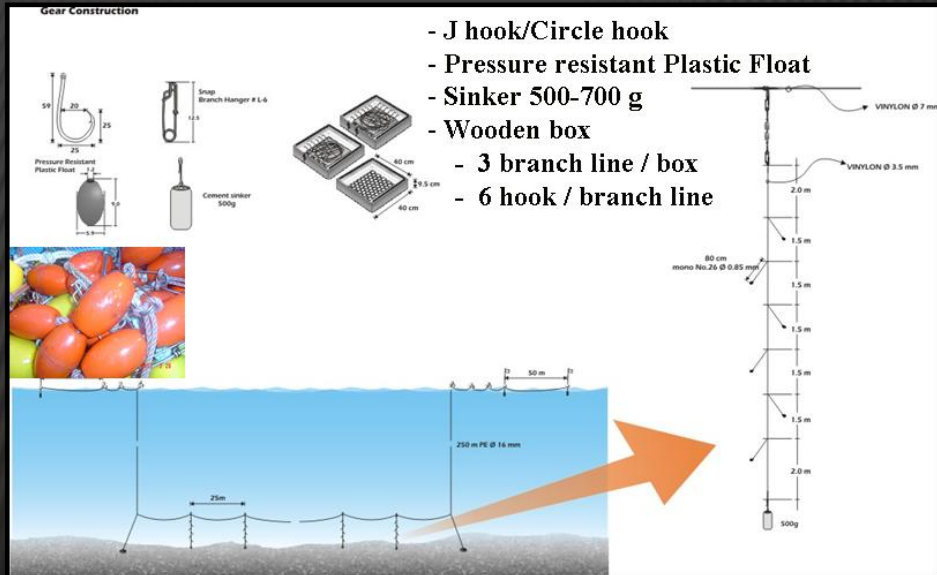 Gear Construction
- J hook/Circle hook
- Pressure resistant Plastic Float
- Sinker 500-700 g
- Wooden box
- 3 branch line / box
- 6 hook / branch line
59
20
25
25
Snap
Branch Hanger # L-6
12.5
Pressure Resistant
Plastic Float
Cement sinker
500g
40 cm
9.5 cm
40 cm
VINYLON Ø 7 mm
VINYLON Ø 3.5 mm
2.0 m
1.5 m
80 cm
mono No.26 Ø 0.85 mm
1.5 m
1.5 m
1.5 m
1.5 m
2.0 m
500g
50 m
250 m PE Ø 16 mm
25m